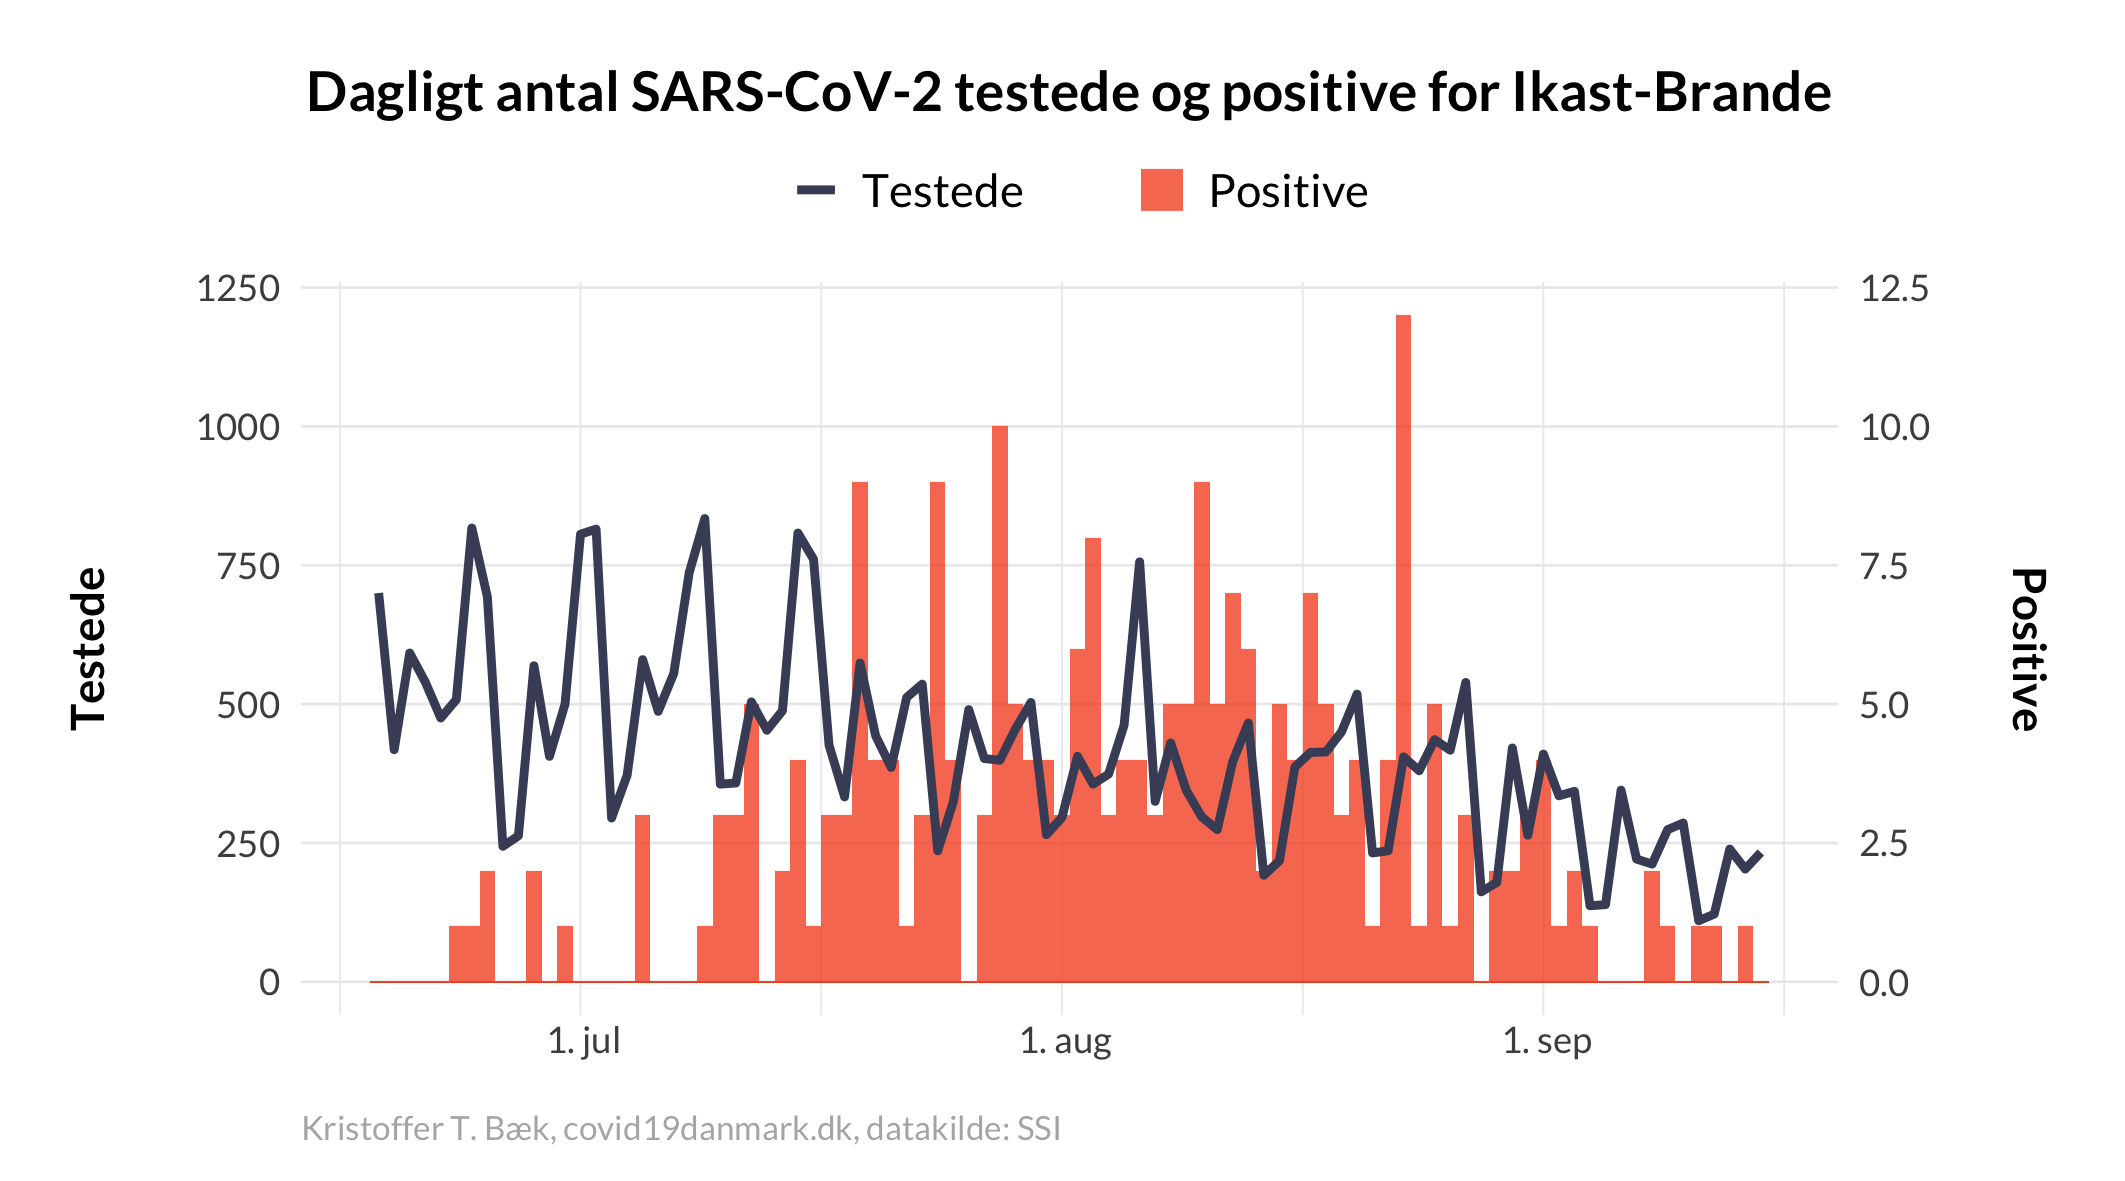 Dagligt antal SARS-CoV-2 testede og positive for Ikast-Brande
Testede
Positive
1250
1000
750
500
250
0
12.5
10.0
7.5
5.0
2.5
0.0
Testede
Positive
1. jul
1. aug
1. sep
Kristoffer T. Bæk, covid19danmark.dk, datakilde: SSI